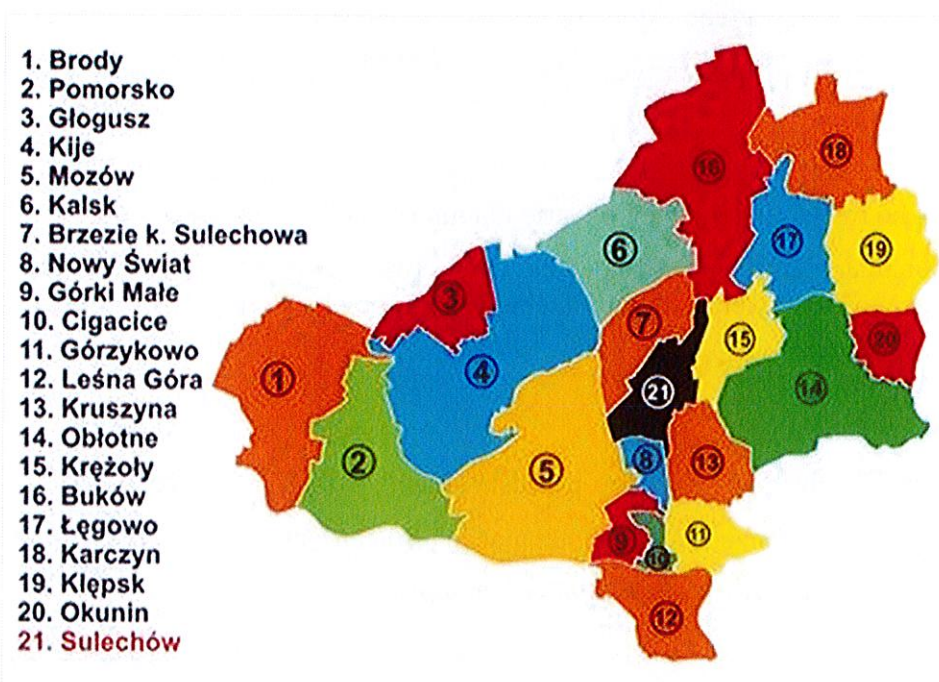 1. Brody
2. Pomorsko
3. Głogusz
4. Kije
5. Mozów
6. Kalsk
7. Brzezie k. Sulechowa
8. Nowy Świat
9. Górki Małe
10. Cigacice
11. Górzykowo
12. Leśna Góra
13. Kruszyna
14. Obłotne
15. Krężoły
16. Buków
17. Łęgowo
18. Karczyn
19. Klępsk
20. Okunin
21. Sulechów
16
18
6
17
19
3
7
15
20
4
1
21
14
2
5
8
13
9
10
11
12